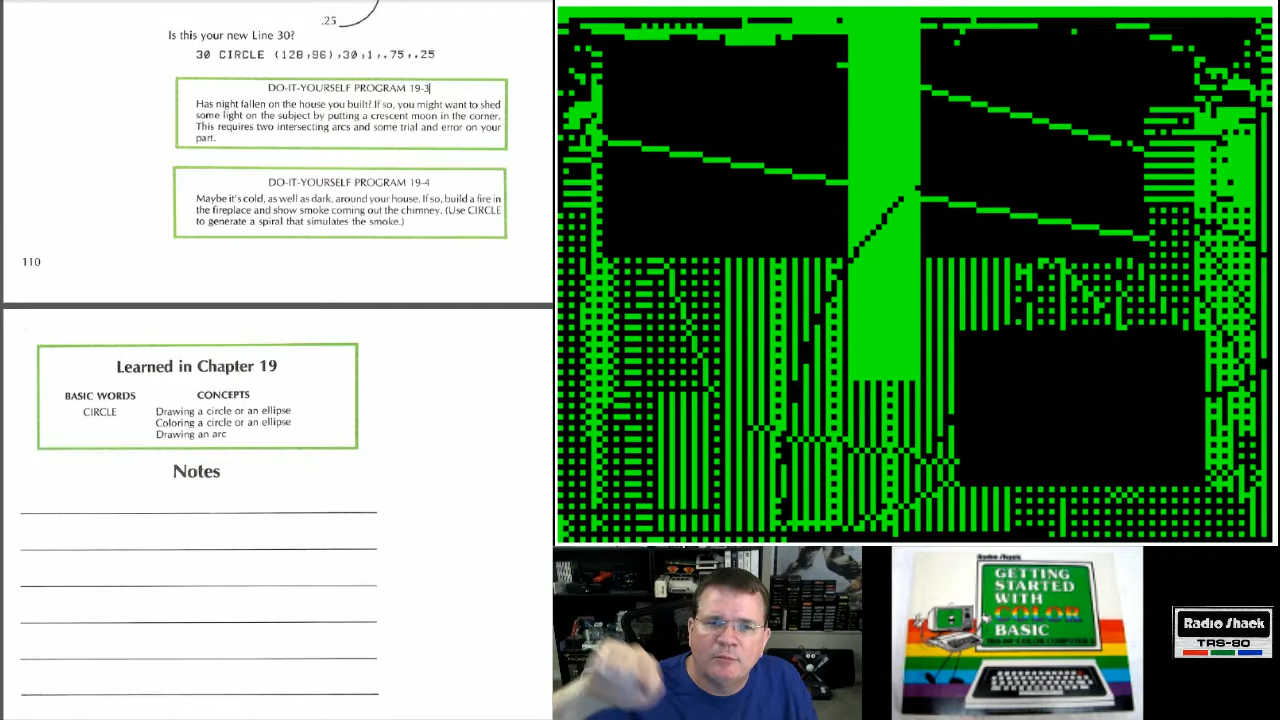 .25
Is this your new Line 30?
30 CIRCLE (128,96),30,1,.75,.25
DO-IT-YOURSELF PROGRAM 19-3
Has night fallen on the house you built? If so, you might want to shed
some light on the subject by putting a crescent moon in the corner.
This requires two intersecting arcs and some trial and error on your
part.
DO-IT-YOURSELF PROGRAM 19-4
Maybe it's cold, as well as dark, around your house. If so, build a fire in
the fireplace and show smoke coming out the chimney. (Use CIRCLE
to generate a spiral that simulates the smoke.)
110
Learned in Chapter 19
BASIC WORDS CONCEPTS
CIRCLE Drawing a circle or an ellipse
Coloring a circle or an ellipse
Drawing an arc
Notes
Radio Shack
GETTING
STARTED
WITH
COLOR
BASIC
Radio Shack
TRS-80